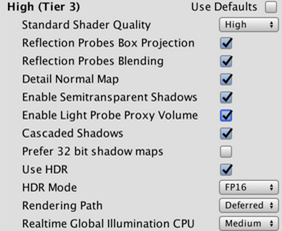 High (Tier 3) Use Defaults
Standard Shader Quality High
Reflection Probes Box Projection
Reflection Probes Blending
Detail Normal Map
Enable Semitransparent Shadows
Enable Light Probe Proxy Volume
Cascaded Shadows
Prefer 32 bit shadow maps
Use HDR
HDR Mode FP16
Rendering Path Deferred
Realtime Global Illumination CPU Medium